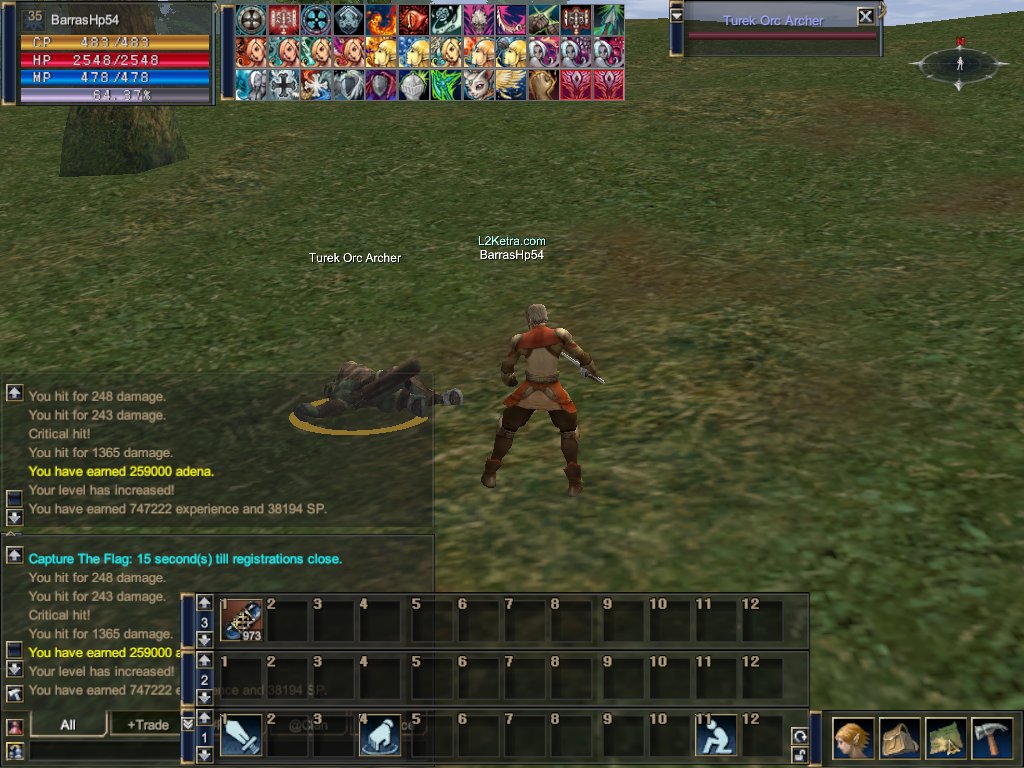 35 BarrasHp54
CP 483/483
HP 2548/2548
MP 478/478
64.37%
Turek Orc Archer
N
L2Ketra.com
Turek Orc Archer
BarrasHp54
You hit for 248 damage.
You hit for 243 damage.
Critical hit!
You hit for 1365 damage.
You have earned 259000 adena.
Your level has increased!
You have earned 747222 experience and 38194 SP.
Capture The Flag: 15 second(s) till registrations close.
You hit for 248 damage.
You hit for 243 damage.
Critical hit!
You hit for 1365 damage.
You have earned 259000 a
Your level has increased!
You have earned 747222 experience and 38194 SP.
3 1 2 3 4 5 6 7 8 9 10 11 12
973
2 1 2 3 4 5 6 7 8 9 10 11 12
1 1 2 3 4 5 6 7 8 9 10 11 12
All +Trade @Clan